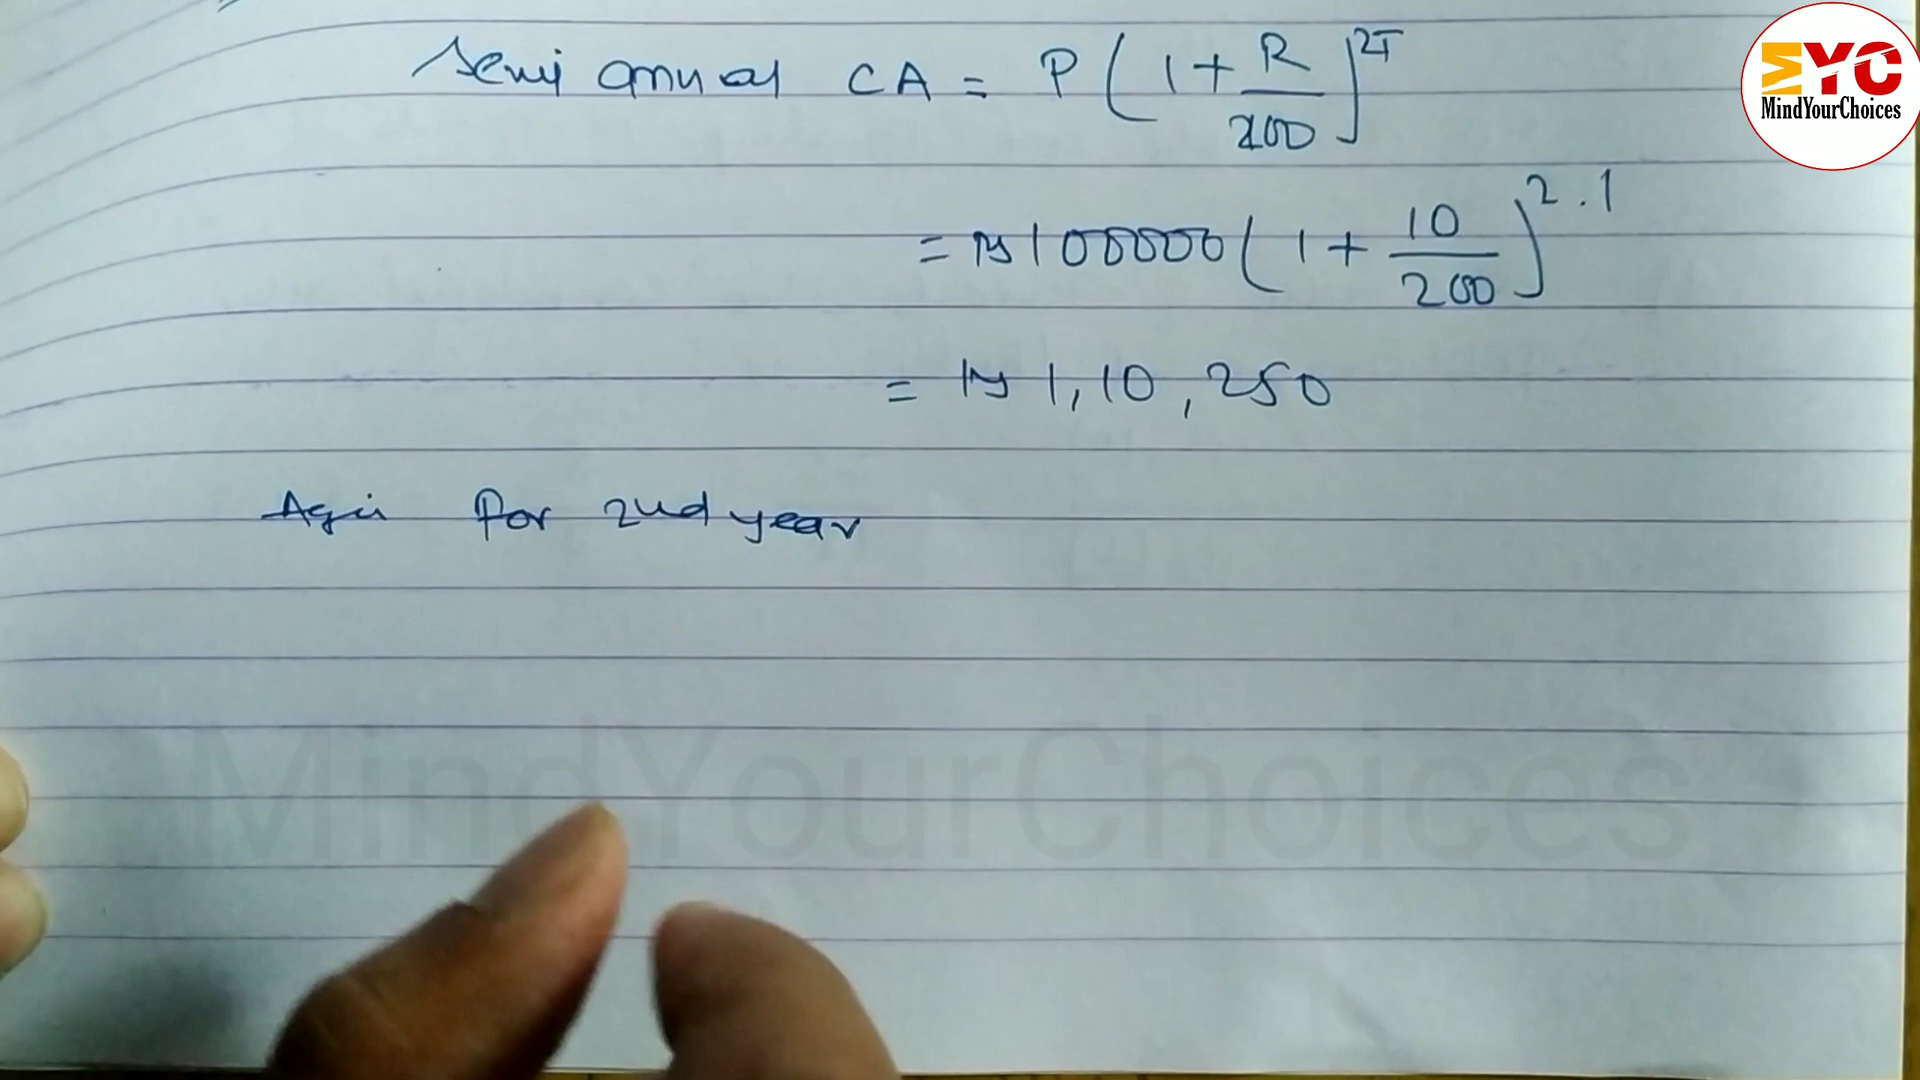 MYC
MindYourChoices
Semi annual CA = P(1+R/200)^2T
= Rs 100000(1+10/200)^2.1
= Rs 1,10,250
Again for 2nd year
MindYourChoices